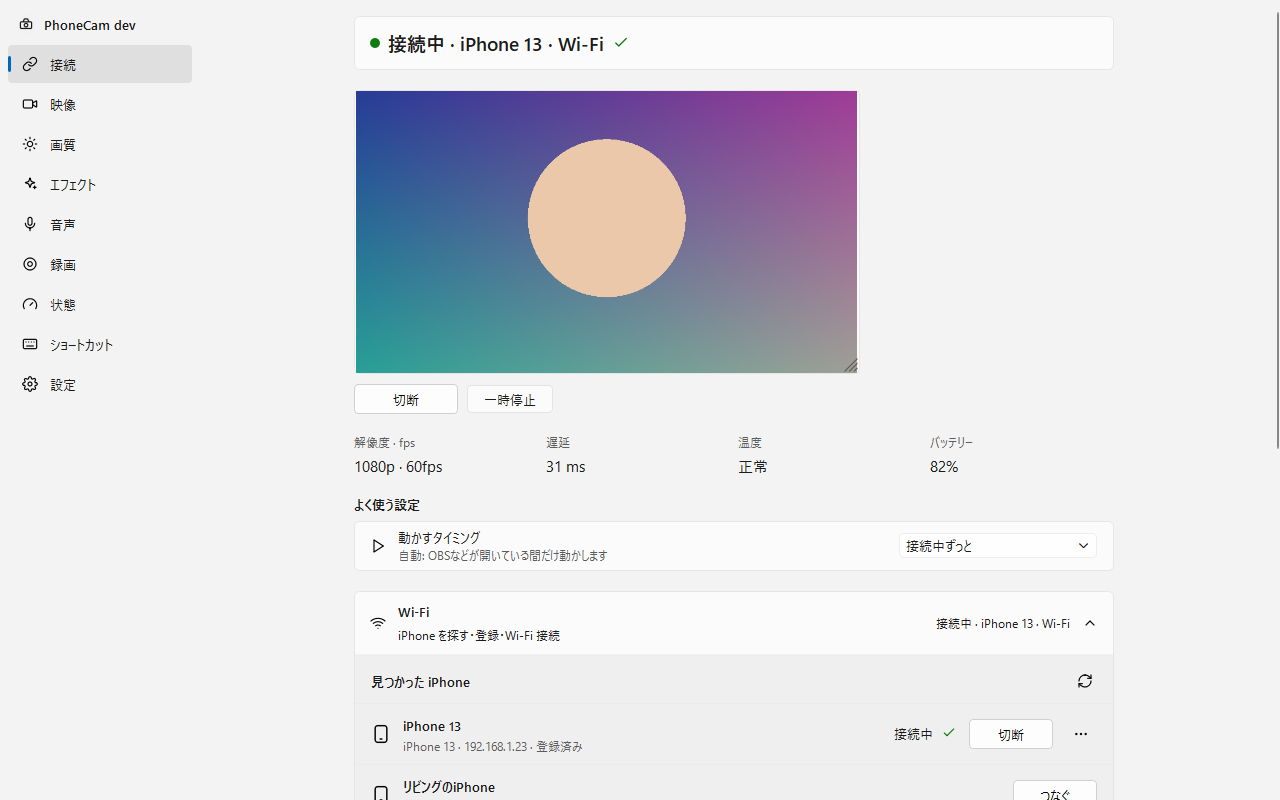 PhoneCam dev
接続
映像
画質
エフェクト
音声
録画
状態
ショートカット
設定
接続中 · iPhone 13 · Wi-Fi
切断
一時停止
解像度 · fps
1080p · 60fps
遅延
31 ms
温度
正常
バッテリー
82%
よく使う設定
動かすタイミング
自動: OBSなどが開いている間だけ動かします
接続中ずっと
Wi-Fi
iPhone を探す・登録・Wi-Fi 接続
接続中 · iPhone 13 · Wi-Fi
見つかった iPhone
iPhone 13
iPhone 13 · 192.168.1.23 · 登録済み
接続中
切断
リビングのiPhone
つなぐ